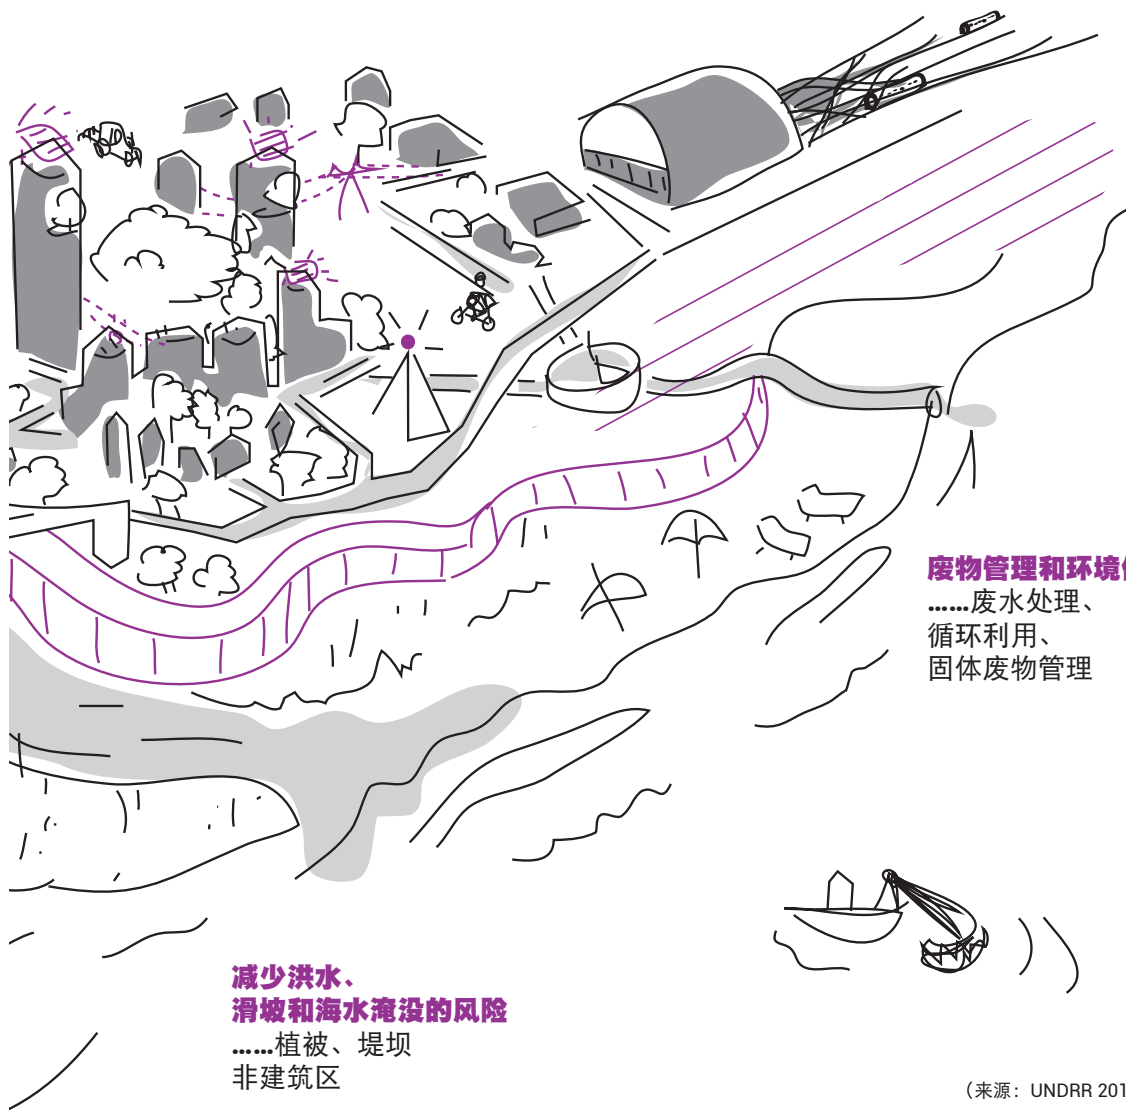 废物管理和环境
……废水处理、
循环利用、
固体废物管理
减少洪水、
滑坡和海水淹没的风险
……植被、堤坝
非建筑区
（来源：UNDRR 201